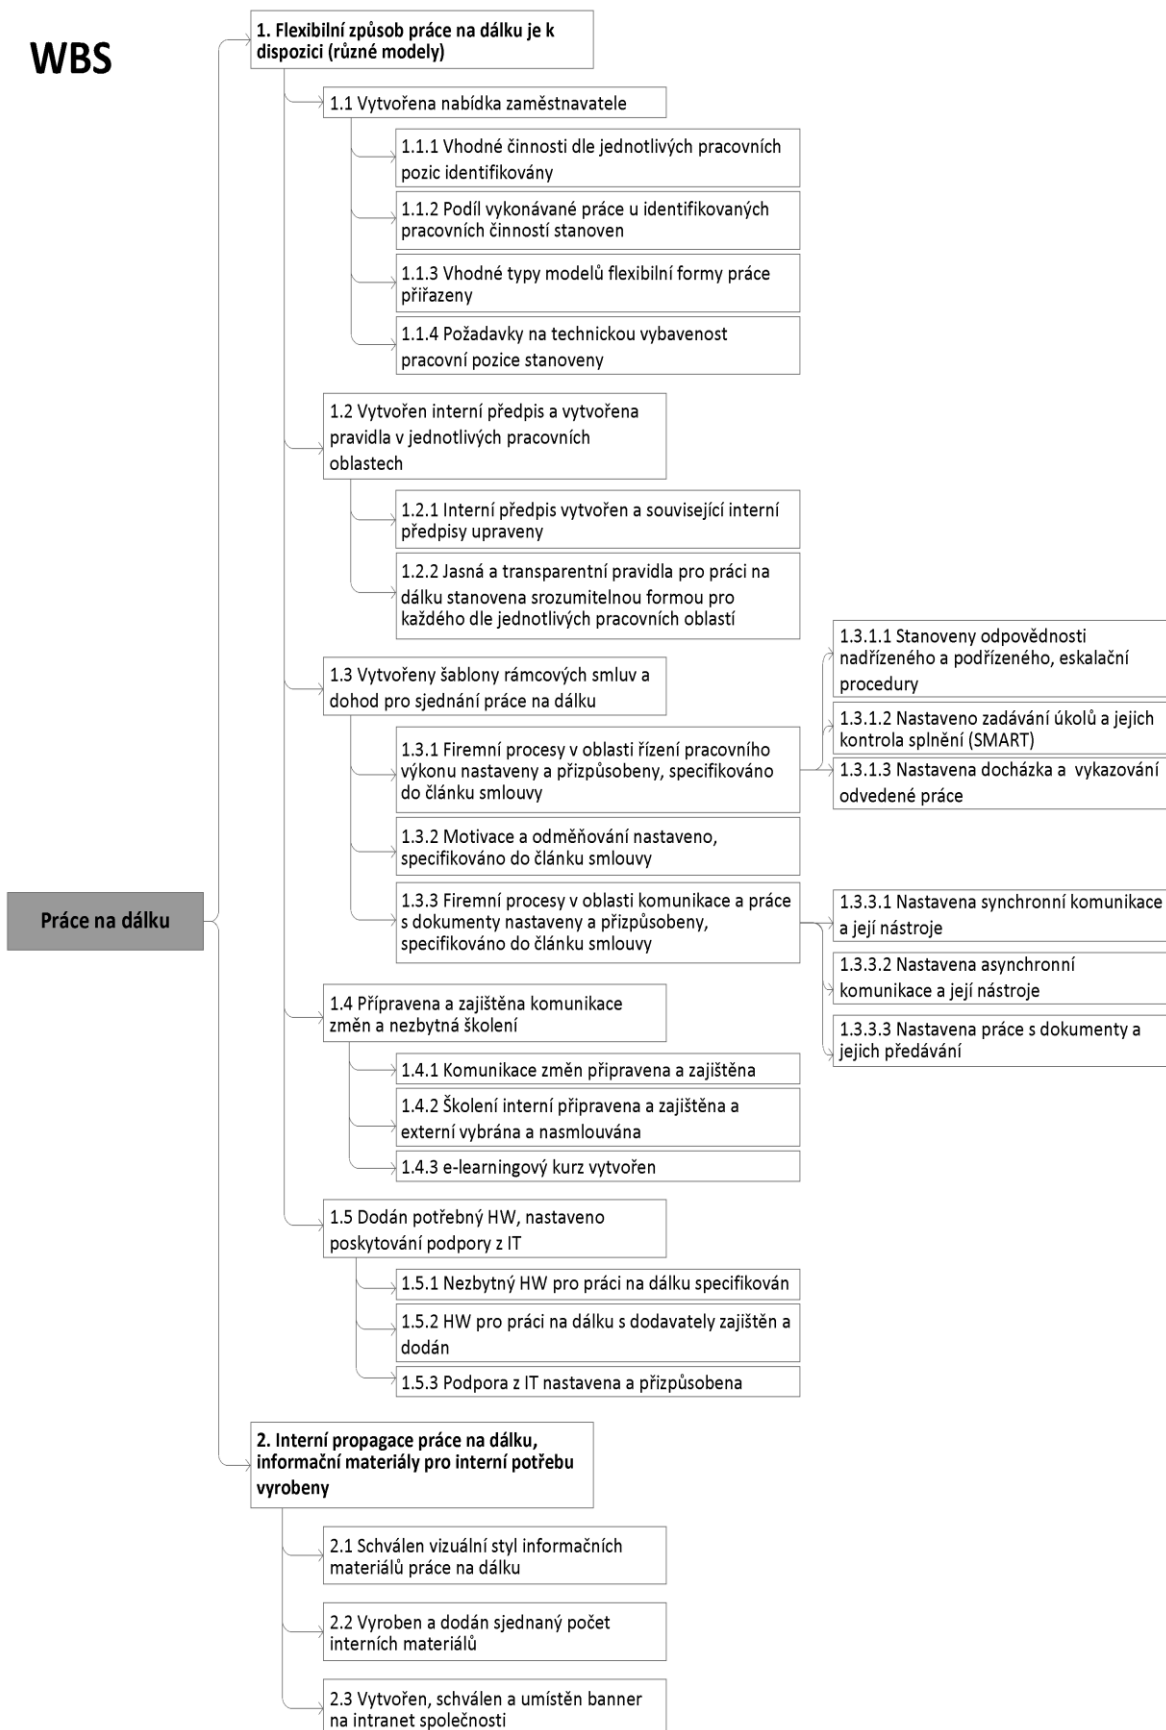 WBS
1. Flexibilní způsob práce na dálku je k
dispozici (různé modely)
1.1 Vytvořena nabídka zaměstnavatele
1.1.1 Vhodné činnosti dle jednotlivých pracovních
pozic identifikovány
1.1.2 Podíl vykonávané práce u identifikovaných
pracovních činností stanoven
1.1.3 Vhodné typy modelů flexibilní formy práce
přiřazeny
1.1.4 Požadavky na technickou vybavenost
pracovní pozice stanoveny
1.2 Vytvořen interní předpis a vytvořena
pravidla v jednotlivých pracovních
oblastech
1.2.1 Interní předpis vytvořen a související interní
předpisy upraveny
1.2.2 Jasná a transparentní pravidla pro práci na
dálku stanovena srozumitelnou formou pro
každého dle jednotlivých pracovních oblastí
1.3 Vytvořeny šablony rámcových smluv a
dohod pro sjednání práce na dálku
1.3.1 Firemní procesy v oblasti řízení pracovního
výkonu nastaveny a přizpůsobeny, specifikováno
do článku smlouvy
1.3.1.1 Stanoveny odpovědnosti
nadřízeného a podřízeného, eskalační
procedury
1.3.1.2 Nastaveno zadávání úkolů a jejich
kontrola splnění (SMART)
1.3.1.3 Nastavena docházka a vykazování
odvedené práce
1.3.2 Motivace a odměňování nastaveno,
specifikováno do článku smlouvy
1.3.3 Firemní procesy v oblasti komunikace a práce
s dokumenty nastaveny a přizpůsobeny,
specifikováno do článku smlouvy
1.3.3.1 Nastavena synchronní komunikace
a její nástroje
1.3.3.2 Nastavena asynchronní
komunikace a její nástroje
1.3.3.3 Nastavena práce s dokumenty a
jejich předávání
Práce na dálku
1.4 Přípravena a zajištěna komunikace
změn a nezbytná školení
1.4.1 Komunikace změn připravena a zajištěna
1.4.2 Školení interní připravena a zajištěna a
externí vybrána a nasmlouvána
1.4.3 e-learningový kurz vytvořen
1.5 Dodán potřebný HW, nastaveno
poskytování podpory z IT
1.5.1 Nezbytný HW pro práci na dálku specifikován
1.5.2 HW pro práci na dálku s dodavately zajištěn a
dodán
1.5.3 Podpora z IT nastavena a přizpůsobena
2. Interní propagace práce na dálku,
informační materiály pro interní potřebu
vyrobeny
2.1 Schválen vizuální styl informačních
materiálů práce na dálku
2.2 Vyroben a dodán sjednaný počet
interních materiálů
2.3 Vytvořen, schválen a umístěn banner
na intranet společnosti